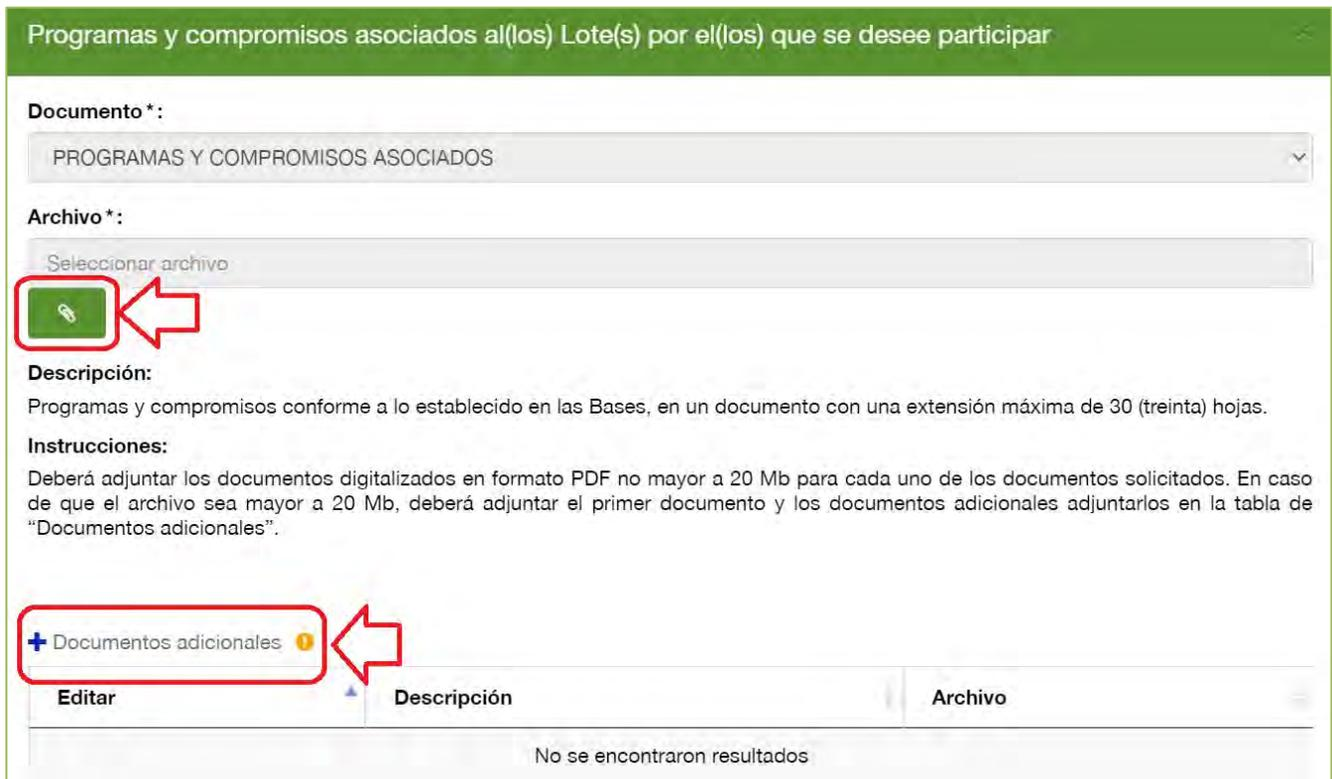 Programas y compromisos asociados al(los) Lote(s) por el(los) que se desee participar
Documento*:
PROGRAMAS Y COMPROMISOS ASOCIADOS
Archivo*:
Seleccionar archivo
Descripción:
Programas y compromisos conforme a lo establecido en las Bases, en un documento con una extensión máxima de 30 (treinta) hojas.
Instrucciones:
Deberá adjuntar los documentos digitalizados en formato PDF no mayor a 20 Mb para cada uno de los documentos solicitados. En caso
de que el archivo sea mayor a 20 Mb, deberá adjuntar el primer documento y los documentos adicionales adjuntarlos en la tabla de
“Documentos adicionales”.
+ Documentos adicionales
Editar Descripción Archivo
No se encontraron resultados